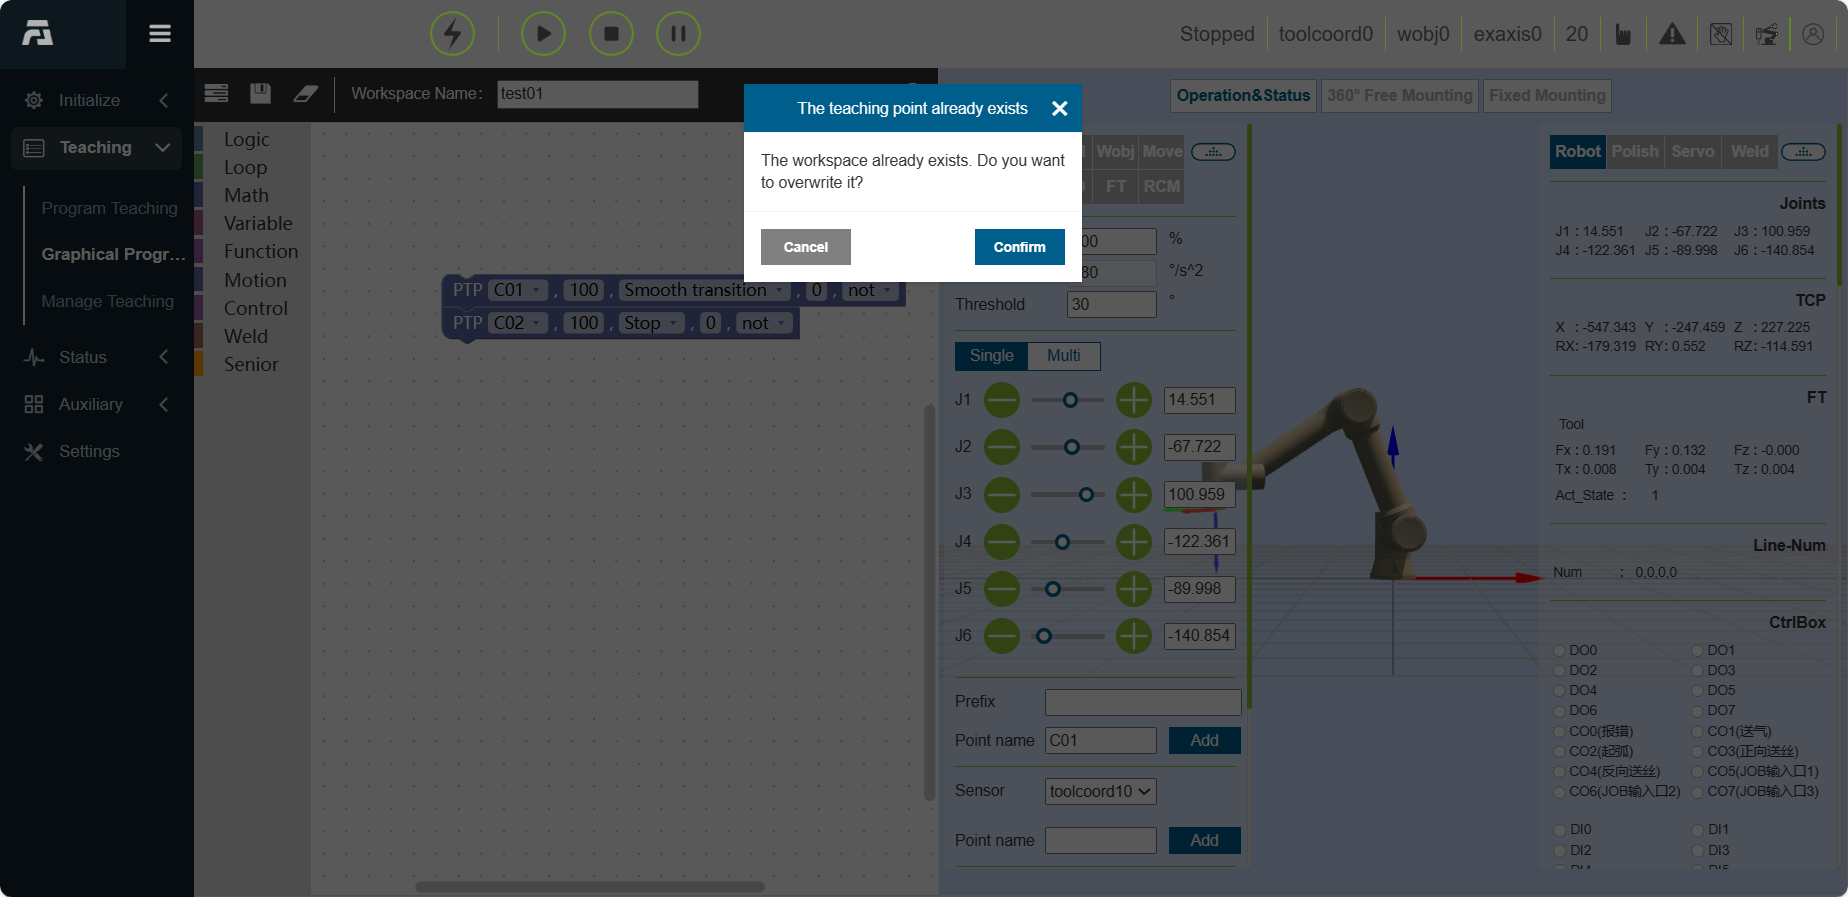 Stopped
toolcoord0
wobj0
exaxis0
20
Initialize
Teaching
Program Teaching
Graphical Progr...
Manage Teaching
Status
Auxiliary
Settings
Workspace Name:
test01
Logic
Loop
Math
Variable
Function
Motion
Control
Weld
Senior
PTP C01 , 100 , Smooth transition , 0 , not
PTP C02 , 100 , Stop , 0 , not
The teaching point already exists
The workspace already exists. Do you want
to overwrite it?
Cancel
Confirm
Operation&Status
360° Free Mounting
Fixed Mounting
Wobj
Move
FT
RCM
%
°/s^2
Threshold
30
°
Single
Multi
J1
14.551
J2
-67.722
J3
100.959
J4
-122.361
J5
-89.998
J6
-140.854
Prefix
Point name
C01
Add
Sensor
toolcoord10
Point name
Add
Robot
Polish
Servo
Weld
Joints
J1 : 14.551 J2 : -67.722 J3 : 100.959
J4 : -122.361 J5 : -89.998 J6 : -140.854
TCP
X : -547.343 Y : -247.459 Z : 227.225
RX: -179.319 RY: 0.552 RZ: -114.591
FT
Tool
Fx : 0.191 Fy : 0.132 Fz : -0.000
Tx : 0.008 Ty : 0.004 Tz : 0.004
Act_State : 1
Line-Num
Num : 0,0,0,0
CtrlBox
DO0 DO1
DO2 DO3
DO4 DO5
DO6 DO7
CO0(报错) CO1(送气)
CO2(起弧) CO3(正向送丝)
CO4(反向送丝) CO5(JOB输入口1)
CO6(JOB输入口2) CO7(JOB输入口3)
DI0 DI1
DI2 DI3